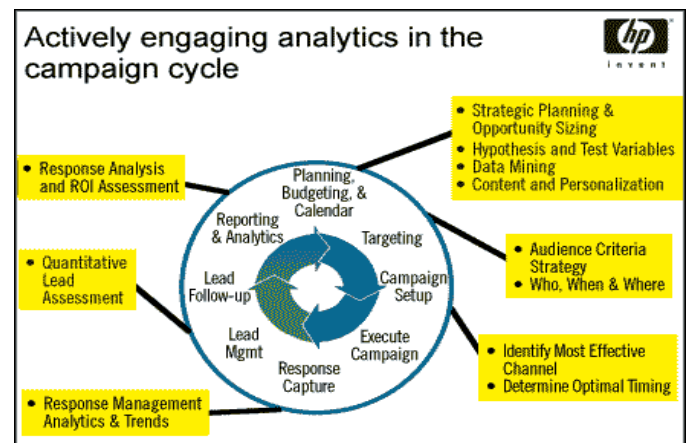 Actively engaging analytics in the
campaign cycle
hp
invent
• Strategic Planning &
Opportunity Sizing
• Hypothesis and Test Variables
• Data Mining
• Content and Personalization
• Response Analysis
and ROI Assessment
Planning,
Budgeting, &
Calendar
Reporting
& Analytics
Targeting
• Audience Criteria
Strategy
• Who, When & Where
• Quantitative
Lead
Assessment
Lead
Follow-up
Campaign
Setup
Lead
Mgmt
Execute
Campaign
Response
Capture
• Identify Most Effective
Channel
• Determine Optimal Timing
• Response Management
Analytics & Trends